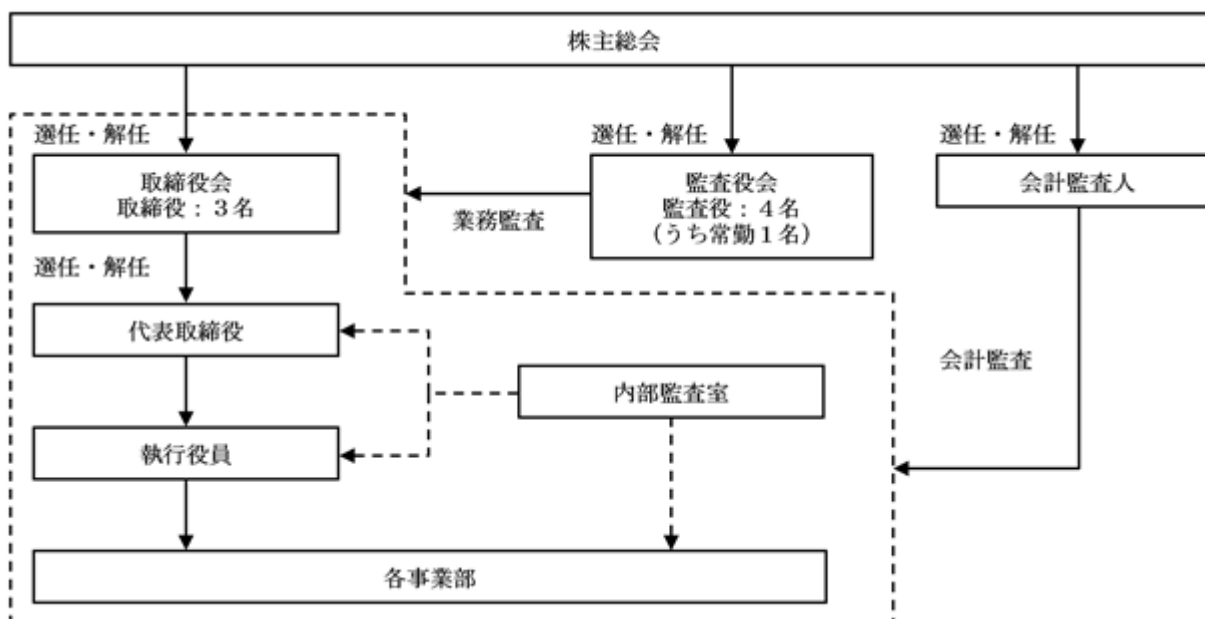 株主総会
選任・解任
選任・解任
選任・解任
取締役会
取締役：３名
監査役会
監査役：４名
（うち常勤１名）
会計監査人
業務監査
選任・解任
代表取締役
会計監査
内部監査室
執行役員
各事業部